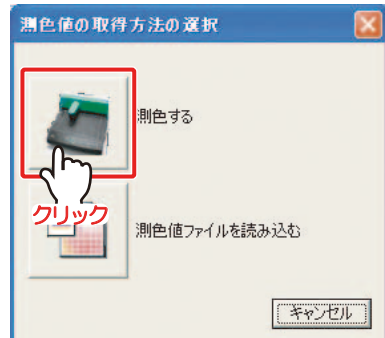 測色値の取得方法の選択
測色する
クリック
測色値ファイルを読み込む
キャンセル